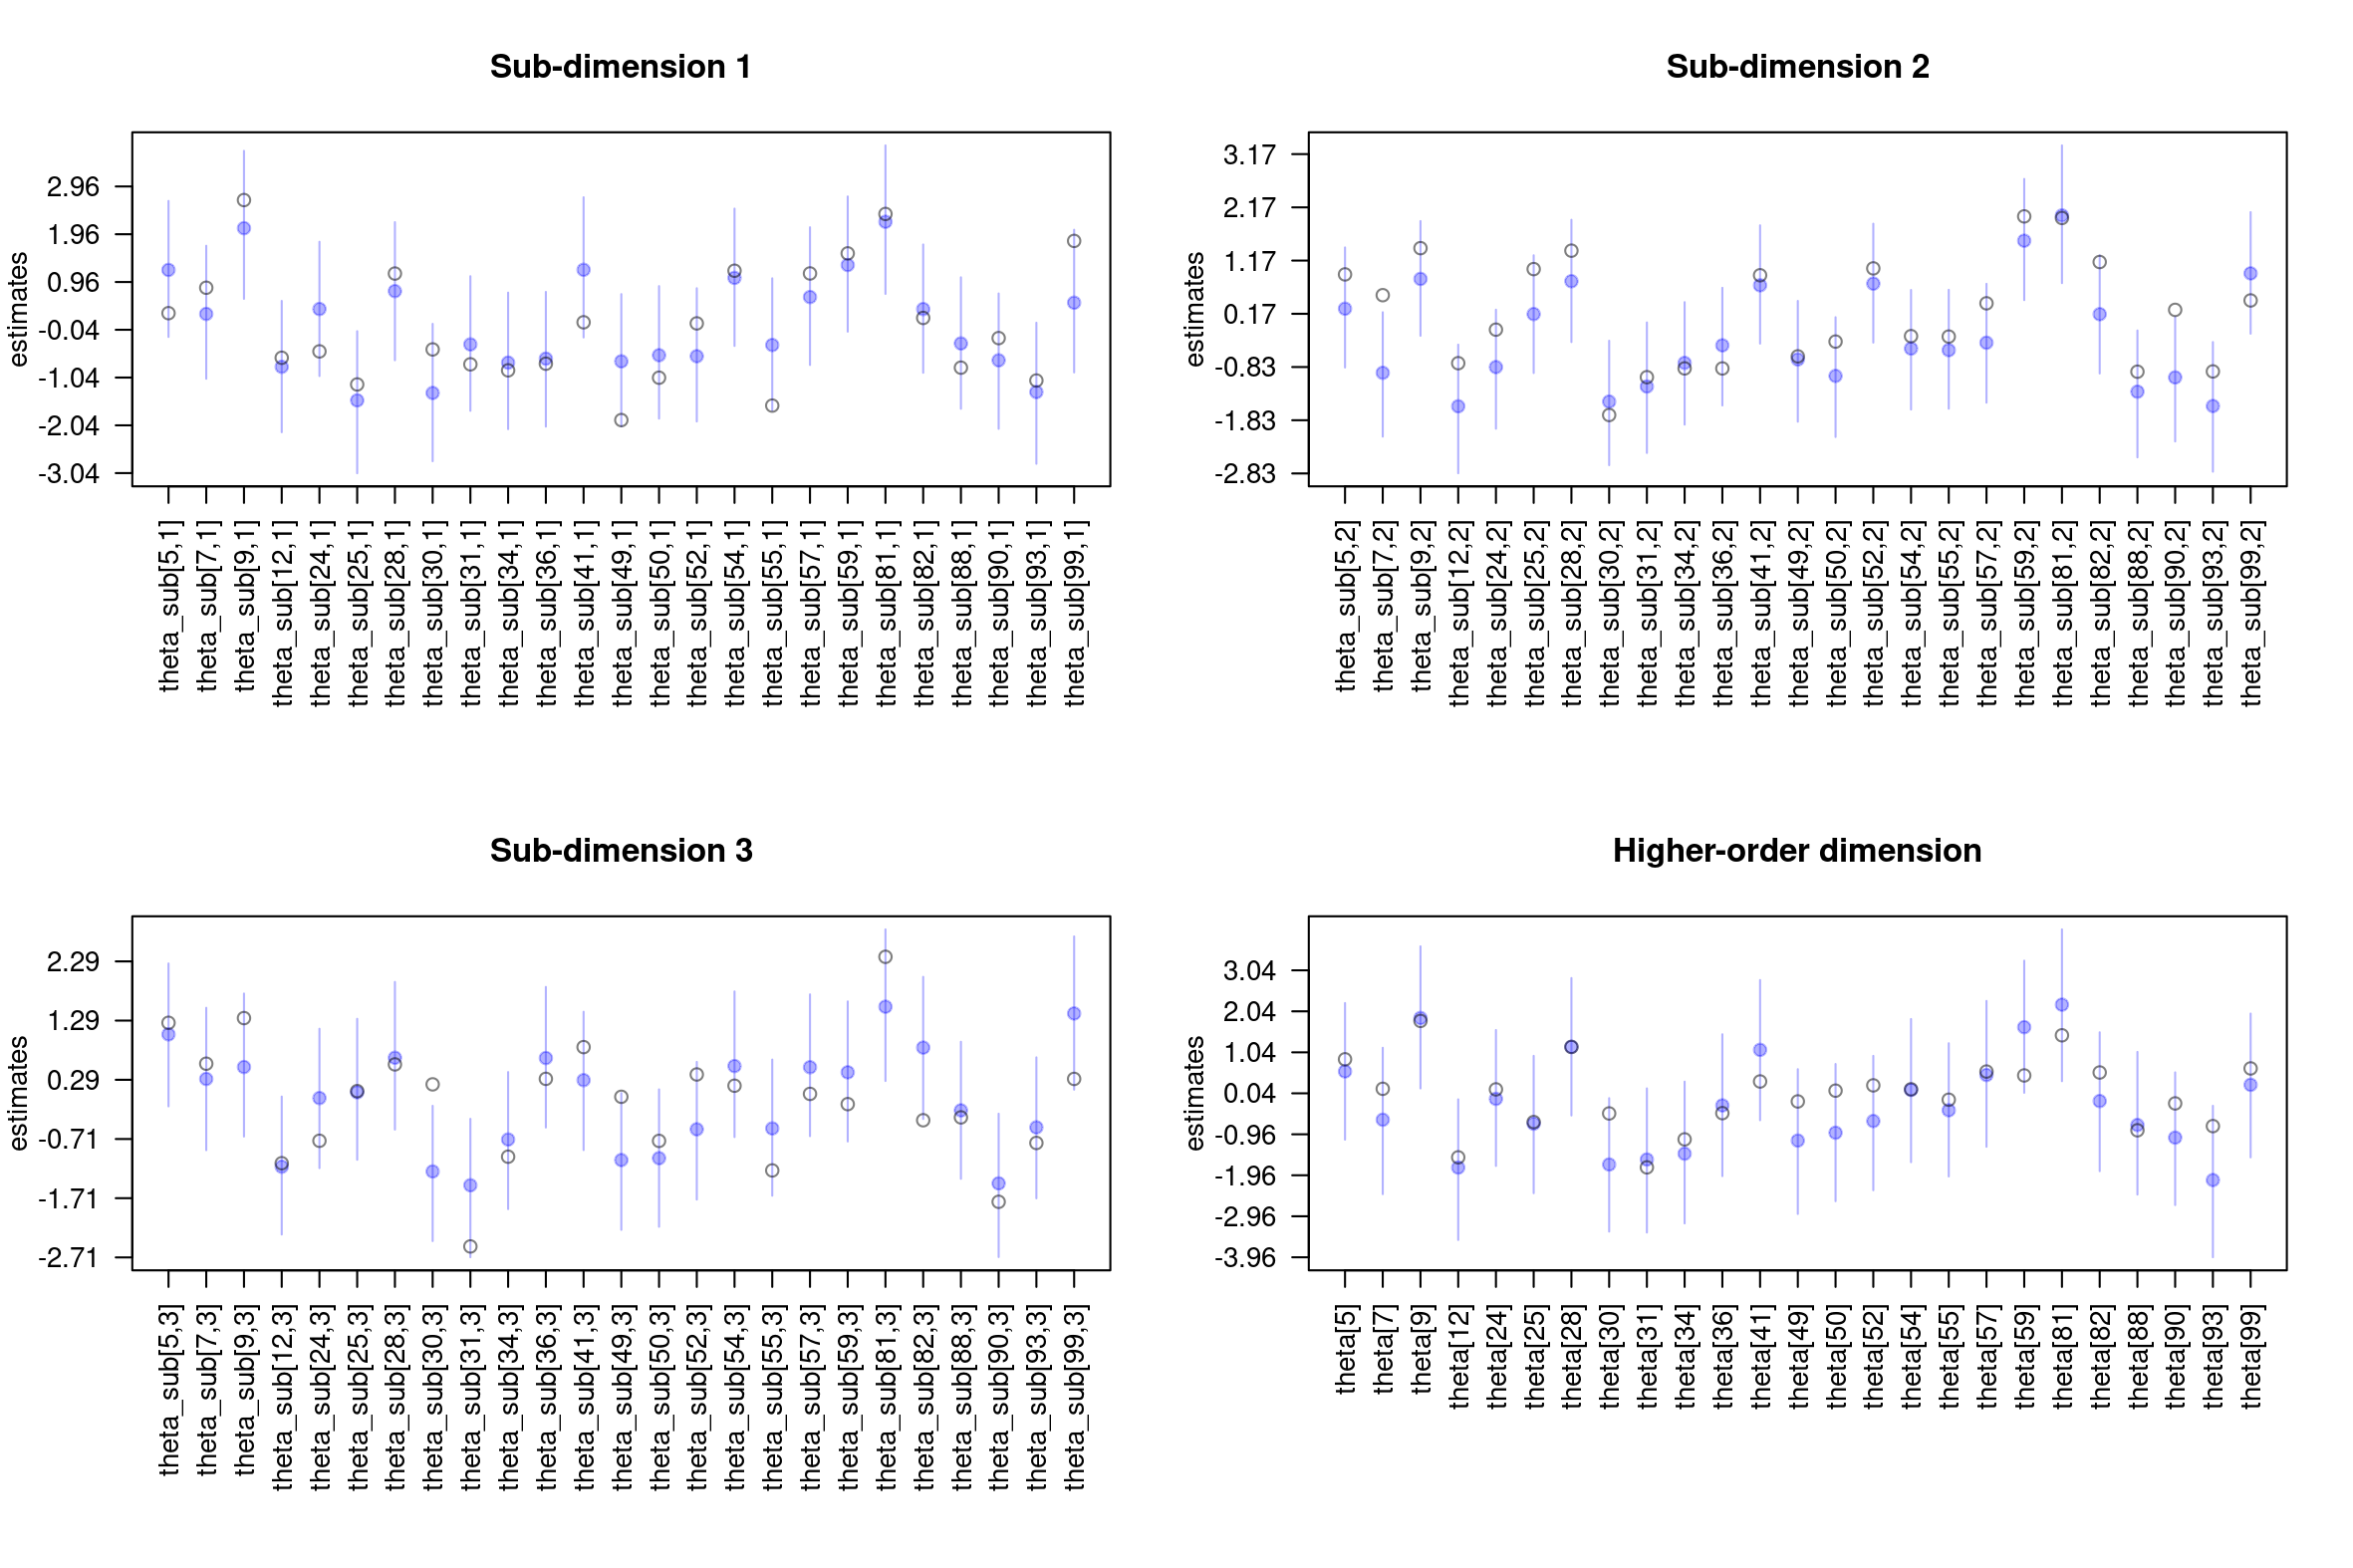 Sub-dimension 1
estimates
2.96
1.96
0.96
-0.04
-1.04
-2.04
-3.04
theta_sub[5,1]
theta_sub[7,1]
theta_sub[9,1]
theta_sub[12,1]
theta_sub[24,1]
theta_sub[25,1]
theta_sub[28,1]
theta_sub[30,1]
theta_sub[31,1]
theta_sub[34,1]
theta_sub[36,1]
theta_sub[41,1]
theta_sub[49,1]
theta_sub[50,1]
theta_sub[52,1]
theta_sub[54,1]
theta_sub[55,1]
theta_sub[57,1]
theta_sub[59,1]
theta_sub[81,1]
theta_sub[82,1]
theta_sub[88,1]
theta_sub[90,1]
theta_sub[93,1]
theta_sub[99,1]
Sub-dimension 2
estimates
3.17
2.17
1.17
0.17
-0.83
-1.83
-2.83
theta_sub[5,2]
theta_sub[7,2]
theta_sub[9,2]
theta_sub[12,2]
theta_sub[24,2]
theta_sub[25,2]
theta_sub[28,2]
theta_sub[30,2]
theta_sub[31,2]
theta_sub[34,2]
theta_sub[36,2]
theta_sub[41,2]
theta_sub[49,2]
theta_sub[50,2]
theta_sub[52,2]
theta_sub[54,2]
theta_sub[55,2]
theta_sub[57,2]
theta_sub[59,2]
theta_sub[81,2]
theta_sub[82,2]
theta_sub[88,2]
theta_sub[90,2]
theta_sub[93,2]
theta_sub[99,2]
Sub-dimension 3
estimates
2.29
1.29
0.29
-0.71
-1.71
-2.71
theta_sub[5,3]
theta_sub[7,3]
theta_sub[9,3]
theta_sub[12,3]
theta_sub[24,3]
theta_sub[25,3]
theta_sub[28,3]
theta_sub[30,3]
theta_sub[31,3]
theta_sub[34,3]
theta_sub[36,3]
theta_sub[41,3]
theta_sub[49,3]
theta_sub[50,3]
theta_sub[52,3]
theta_sub[54,3]
theta_sub[55,3]
theta_sub[57,3]
theta_sub[59,3]
theta_sub[81,3]
theta_sub[82,3]
theta_sub[88,3]
theta_sub[90,3]
theta_sub[93,3]
theta_sub[99,3]
Higher-order dimension
estimates
3.04
2.04
1.04
0.04
-0.96
-1.96
-2.96
-3.96
theta[5]
theta[7]
theta[9]
theta[12]
theta[24]
theta[25]
theta[28]
theta[30]
theta[31]
theta[34]
theta[36]
theta[41]
theta[49]
theta[50]
theta[52]
theta[54]
theta[55]
theta[57]
theta[59]
theta[81]
theta[82]
theta[88]
theta[90]
theta[93]
theta[99]